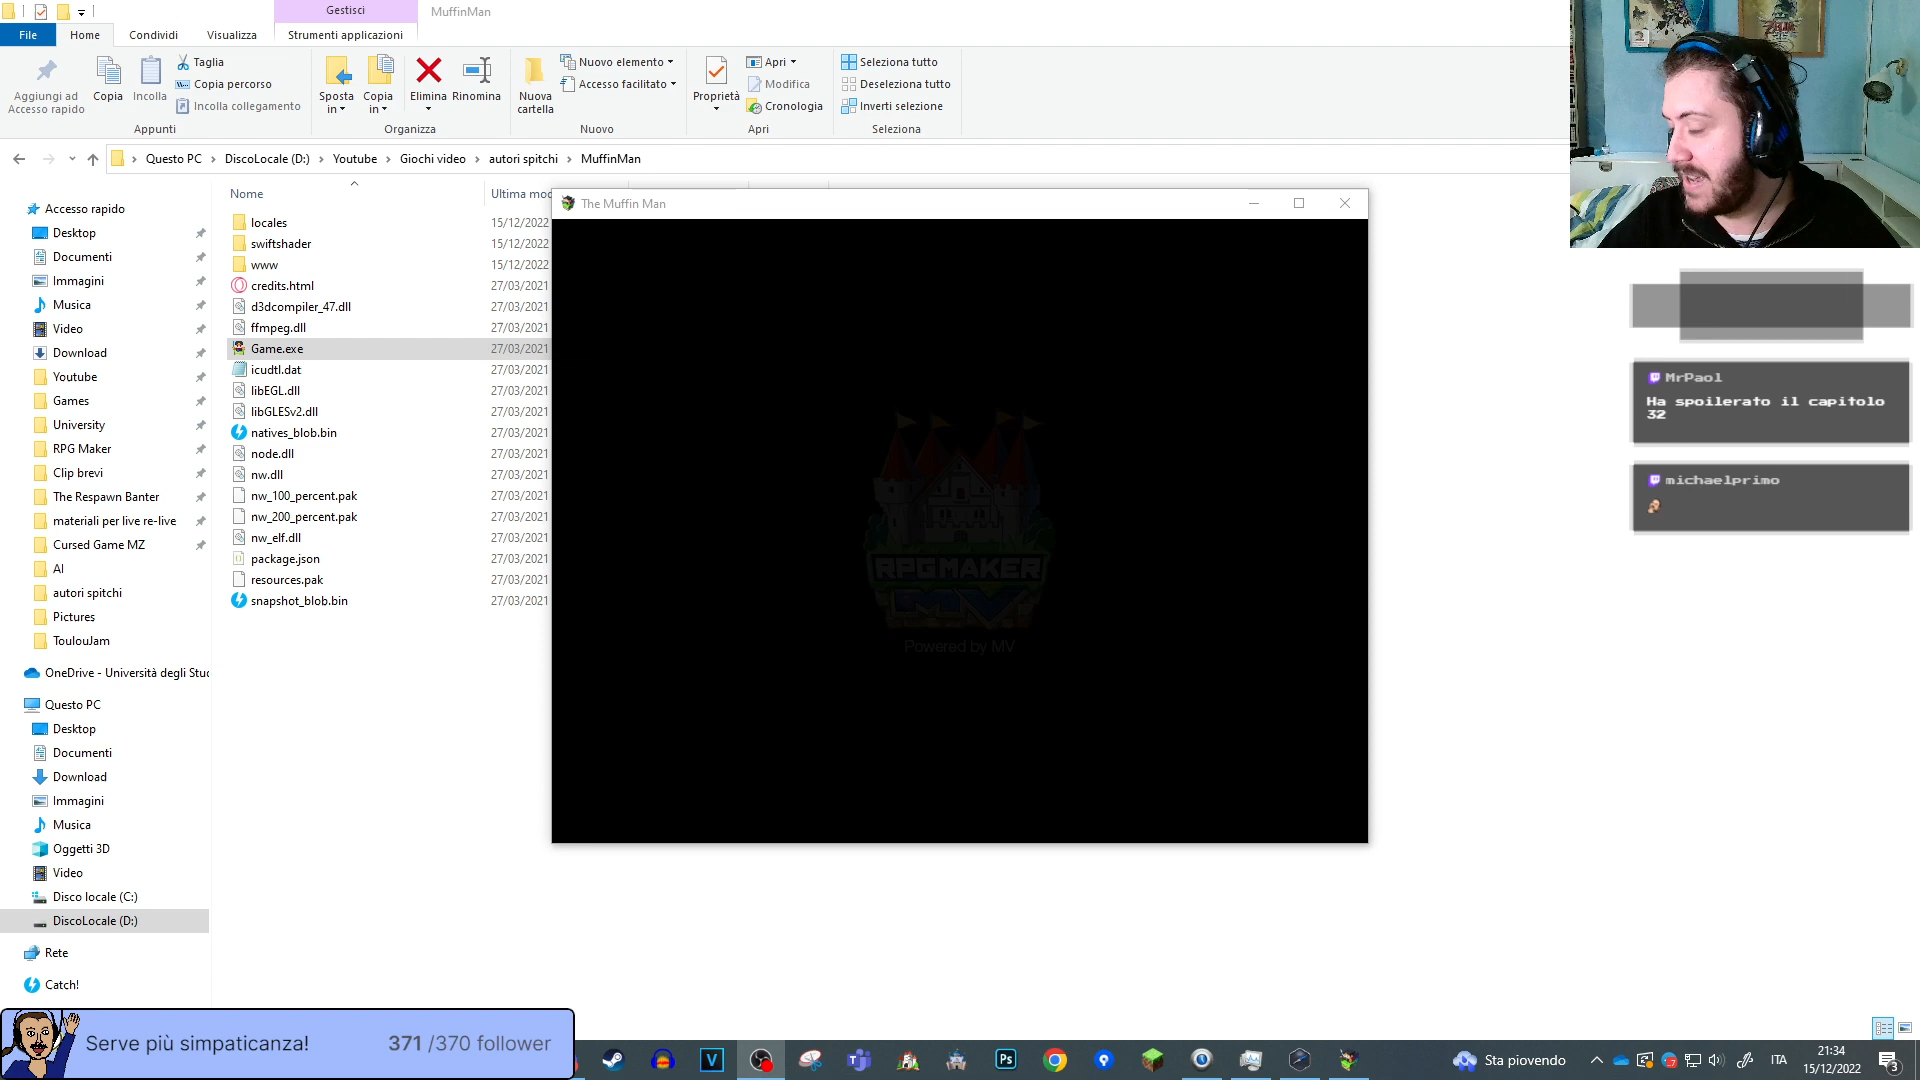 Gestisci
MuffinMan
File
Home
Condividi
Visualizza
Strumenti applicazioni
Aggiungi ad
Accesso rapido
Copia
Incolla
Taglia
Copia percorso
Incolla collegamento
Appunti
Sposta
in
Copia
in
Elimina
Rinomina
Organizza
Nuova
cartella
Nuovo elemento
Accesso facilitato
Nuovo
Proprietà
Apri
Modifica
Cronologia
Apri
Seleziona tutto
Deseleziona tutto
Inverti selezione
Seleziona
Questo PC
DiscoLocale (D:)
Youtube
Giochi video
autori spitchi
MuffinMan
Accesso rapido
Desktop
Documenti
Immagini
Musica
Video
Download
Youtube
Games
University
RPG Maker
Clip brevi
The Respawn Banter
materiali per live re-live
Cursed Game MZ
AI
autori spitchi
Pictures
ToulouJam
OneDrive - Università degli Stud
Questo PC
Desktop
Documenti
Download
Immagini
Musica
Oggetti 3D
Video
Disco locale (C:)
DiscoLocale (D:)
Rete
Catch!
Nome
Ultima mod
locales 15/12/2022
swiftshader 15/12/2022
www 15/12/2022
credits.html 27/03/2021
d3dcompiler_47.dll 27/03/2021
ffmpeg.dll 27/03/2021
Game.exe 27/03/2021
icudtl.dat 27/03/2021
libEGL.dll 27/03/2021
libGLESv2.dll 27/03/2021
natives_blob.bin 27/03/2021
node.dll 27/03/2021
nw.dll 27/03/2021
nw_100_percent.pak 27/03/2021
nw_200_percent.pak 27/03/2021
nw_elf.dll 27/03/2021
package.json 27/03/2021
resources.pak 27/03/2021
snapshot_blob.bin 27/03/2021
The Muffin Man
RPG MAKER
MV
Powered by MV
MrPaol
Ha spoilerato il capitolo
32
michaelprimo
Serve più simpaticanza!
371 /370 follower
V
Ps
Sta piovendo
7
ITA
21:34
15/12/2022
3